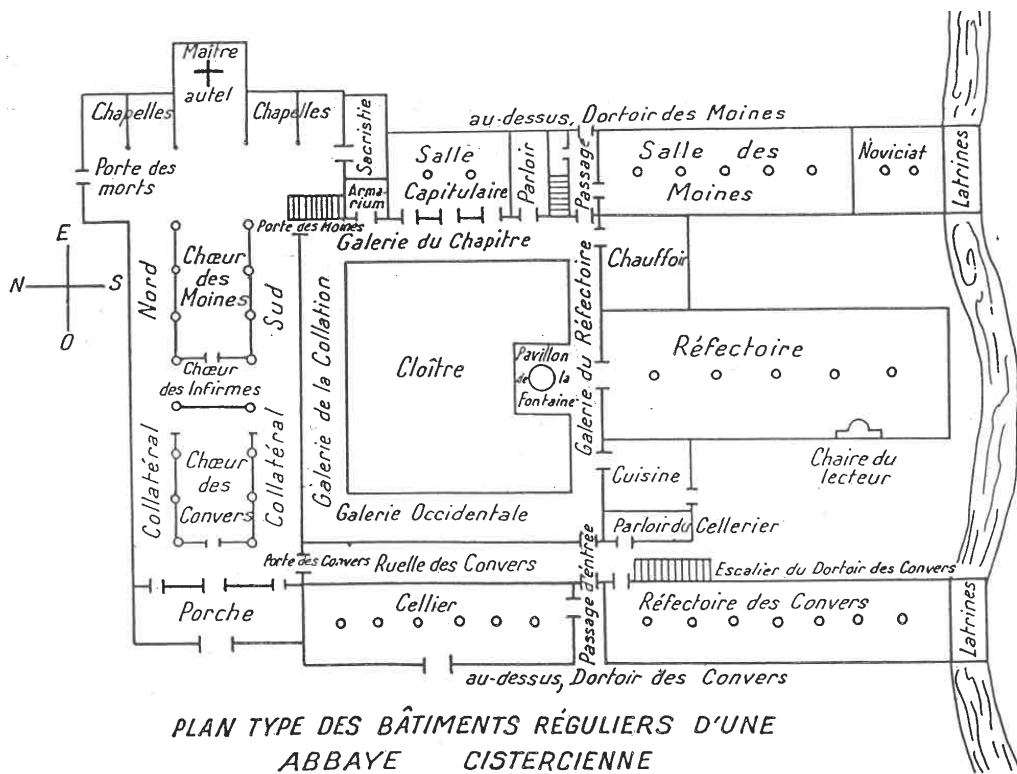 Maître
autel
Chapelles
Chapelles
Sacristie
au-dessus, Dortoir des Moines
Porte des
morts
Armarium
Salle
Capitulaire
Parloir
Passage
Salle des
Moines
Noviciat
Latrines
Porte des Moines
Galerie du Chapitre
E
N
S
O
Nord
Chœur
des
Moines
Sud
Chauffoir
Galerie de la Collation
Cloître
Pavillon
de la
Fontaine
Galerie du Réfectoire
Réfectoire
Chœur
des Infirmes
Collatéral
Chœur
des
Convers
Collatéral
Chaire du
lecteur
Cuisine
Galerie Occidentale
Parloir du Cellerier
Porte des Convers
Ruelle des Convers
Passage d'entrée
Escalier du Dortoir des Convers
Porche
Cellier
Réfectoire des Convers
Latrines
au-dessus, Dortoir des Convers
PLAN TYPE DES BÂTIMENTS RÉGULIERS D'UNE
ABBAYE CISTERCIENNE